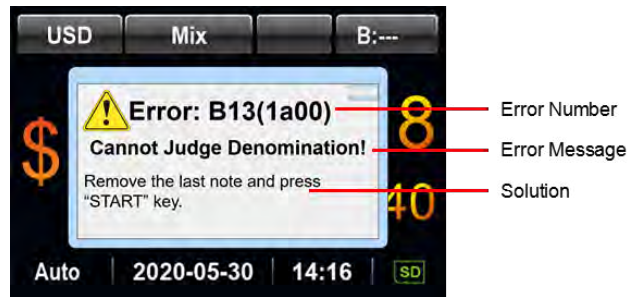 USD Mix B:---
Error: B13(1a00)
Error Number
Cannot Judge Denomination!
Error Message
Remove the last note and press
Solution
"START" key.
$ 8
40
Auto 2020-05-30 14:16 SD